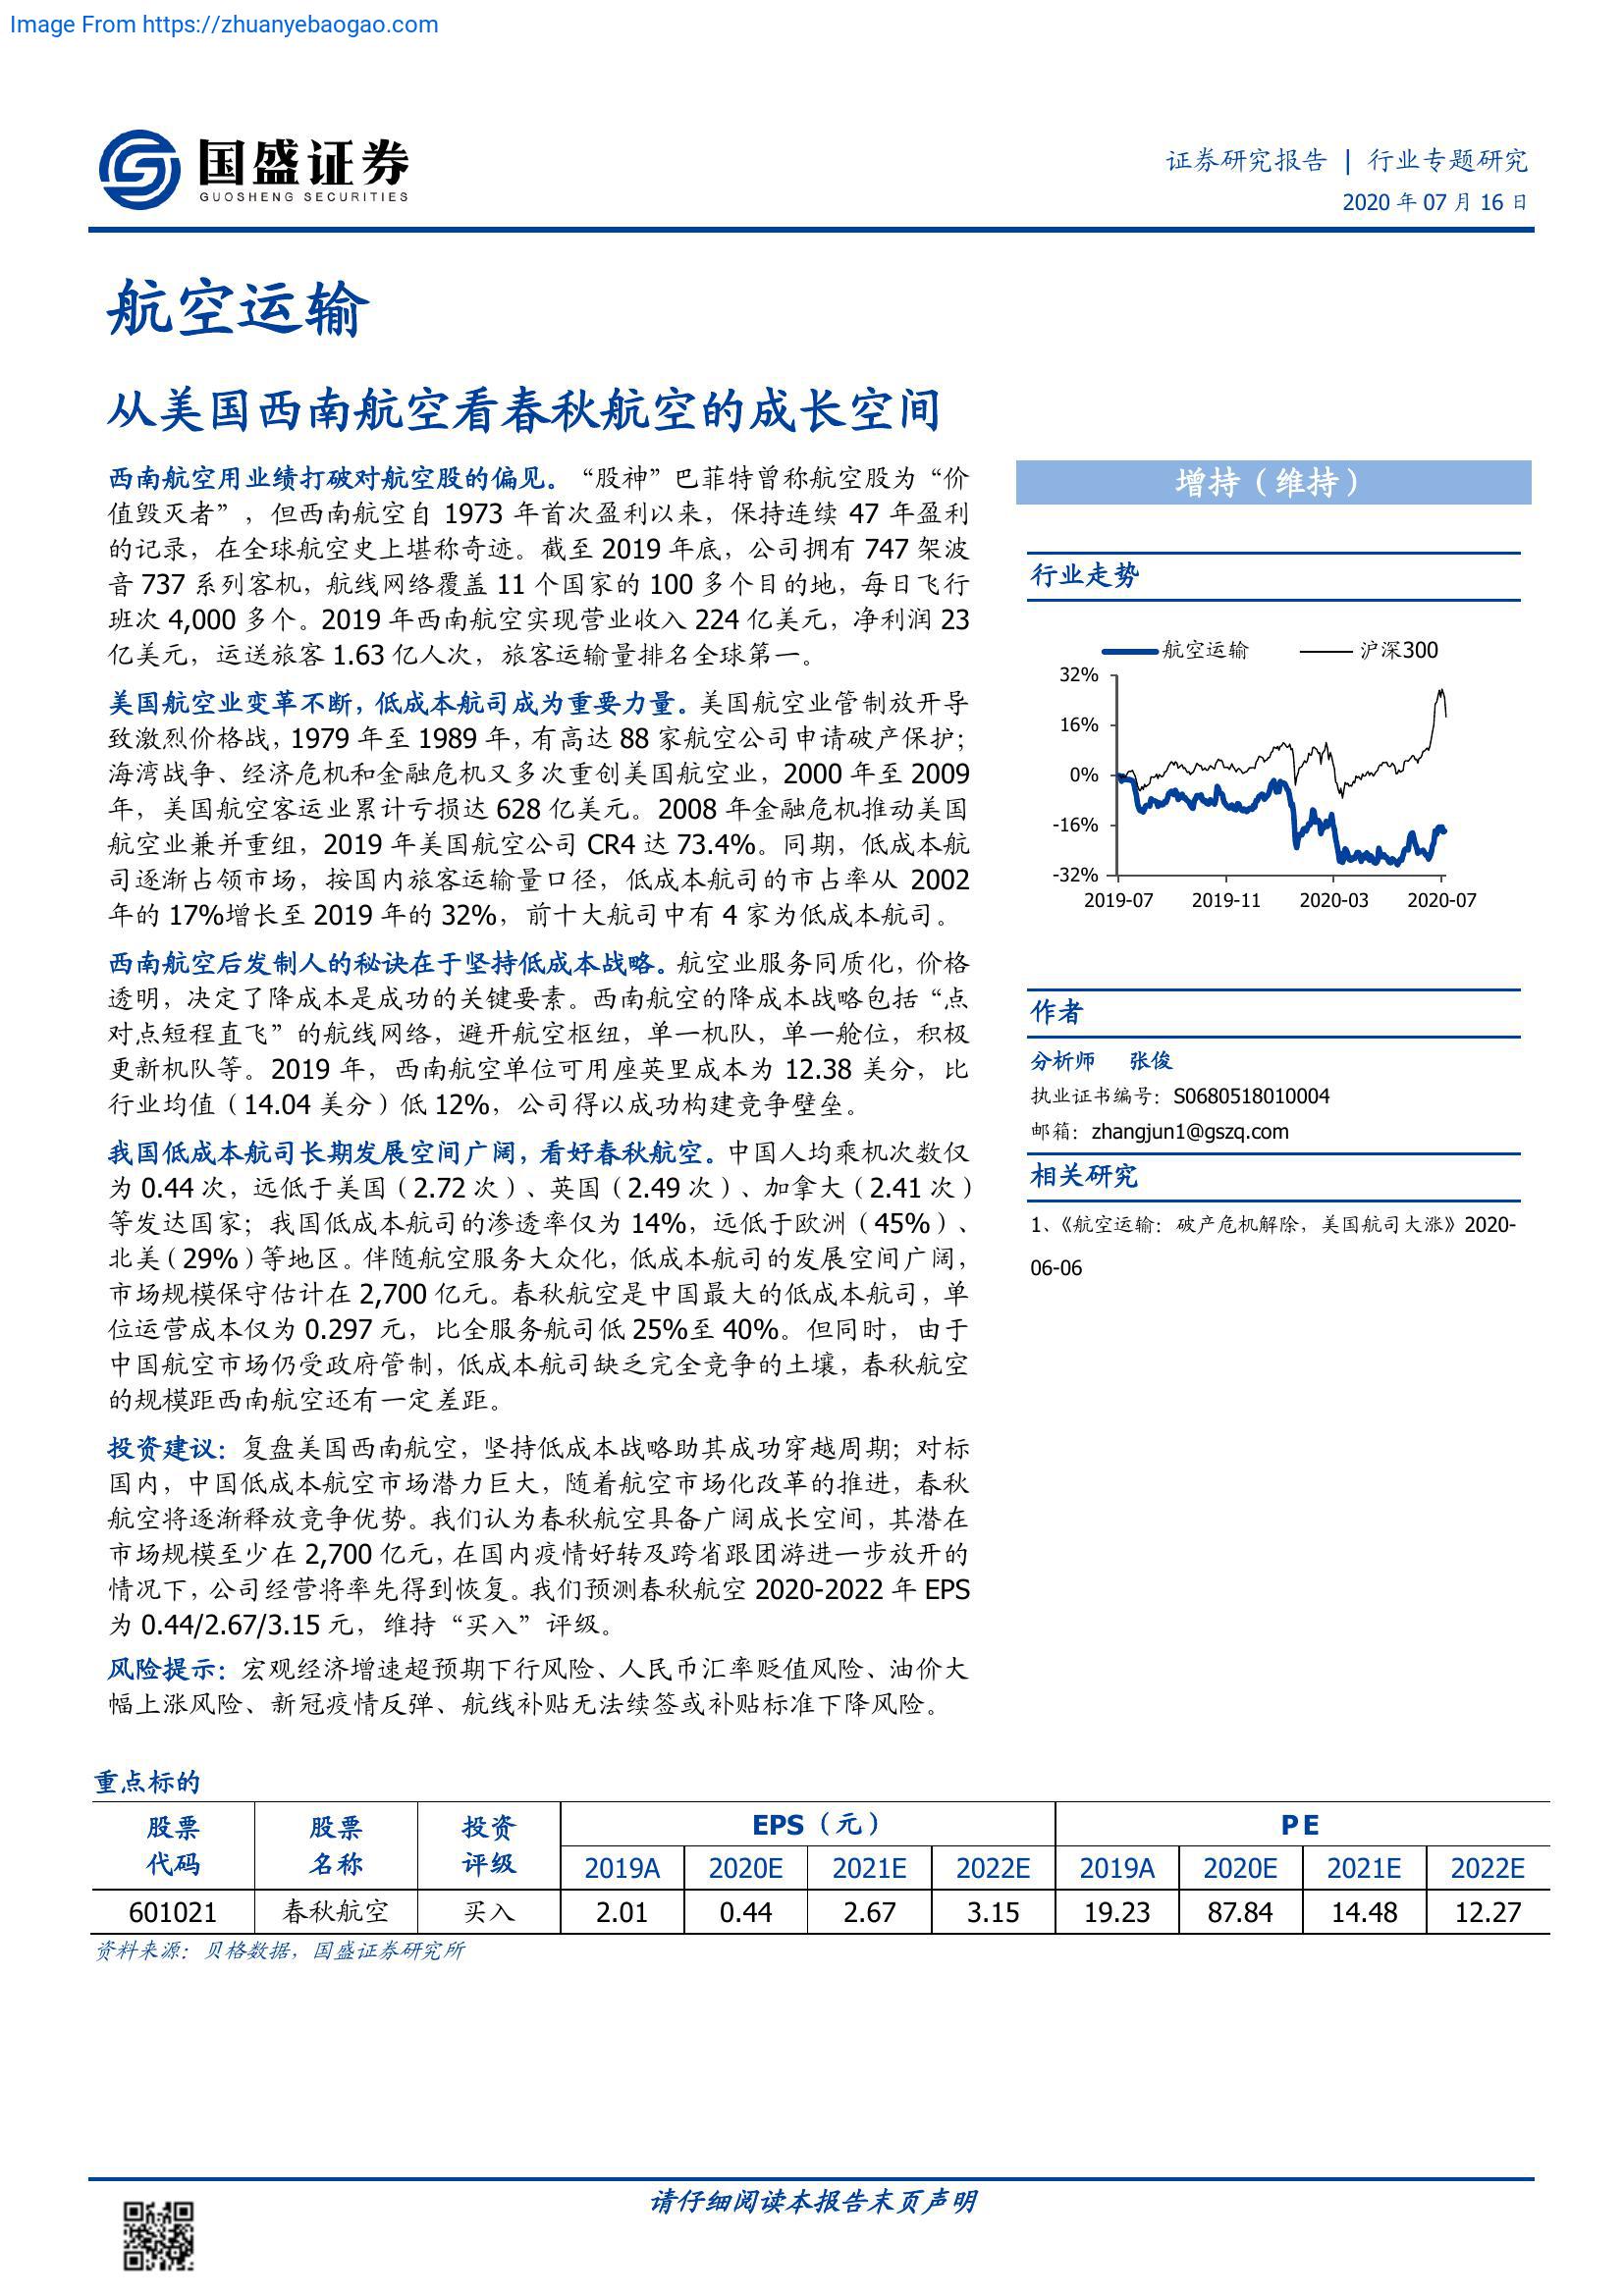 Image From https://zhuanyebaogao.com
国盛证券
GUOSHENG SECURITIES
证券研究报告 | 行业专题研究
2020 年 07 月 16 日
航空运输
从美国西南航空看春秋航空的成长空间
西南航空用业绩打破对航空股的偏见。“股神”巴菲特曾称航空股为“价
值毁灭者”，但西南航空自 1973 年首次盈利以来，保持连续 47 年盈利
的记录，在全球航空史上堪称奇迹。截至 2019 年底，公司拥有 747 架波
音 737 系列客机，航线网络覆盖 11 个国家的 100 多个目的地，每日飞行
班次 4,000 多个。2019 年西南航空实现营业收入 224 亿美元，净利润 23
亿美元，运送旅客 1.63 亿人次，旅客运输量排名全球第一。
美国航空业变革不断，低成本航司成为重要力量。美国航空业管制放开导
致激烈价格战，1979 年至 1989 年，有高达 88 家航空公司申请破产保护；
海湾战争、经济危机和金融危机又多次重创美国航空业，2000 年至 2009
年，美国航空客运业累计亏损达 628 亿美元。2008 年金融危机推动美国
航空业兼并重组，2019 年美国航空公司 CR4 达 73.4%。同期，低成本航
司逐渐占领市场，按国内旅客运输量口径，低成本航司的市占率从 2002
年的 17%增长至 2019 年的 32%，前十大航司中有 4 家为低成本航司。
西南航空后发制人的秘诀在于坚持低成本战略。航空业服务同质化，价格
透明，决定了降成本是成功的关键要素。西南航空的降成本战略包括“点
对点短程直飞”的航线网络，避开航空枢纽，单一机队，单一舱位，积极
更新机队等。2019 年，西南航空单位可用座英里成本为 12.38 美分，比
行业均值（14.04 美分）低 12%，公司得以成功构建竞争壁垒。
我国低成本航司长期发展空间广阔，看好春秋航空。中国人均乘机次数仅
为 0.44 次，远低于美国（2.72 次）、英国（2.49 次）、加拿大（2.41 次）
等发达国家；我国低成本航司的渗透率仅为 14%，远低于欧洲（45%）、
北美（29%）等地区。伴随航空服务大众化，低成本航司的发展空间广阔，
市场规模保守估计在 2,700 亿元。春秋航空是中国最大的低成本航司，单
位运营成本仅为 0.297 元，比全服务航司低 25%至 40%。但同时，由于
中国航空市场仍受政府管制，低成本航司缺乏完全竞争的土壤，春秋航空
的规模距西南航空还有一定差距。
投资建议：复盘美国西南航空，坚持低成本战略助其成功穿越周期；对标
国内，中国低成本航空市场潜力巨大，随着航空市场化改革的推进，春秋
航空将逐渐释放竞争优势。我们认为春秋航空具备广阔成长空间，其潜在
市场规模至少在 2,700 亿元，在国内疫情好转及跨省跟团游进一步放开的
情况下，公司经营将率先得到恢复。我们预测春秋航空 2020-2022 年 EPS
为 0.44/2.67/3.15 元，维持“买入”评级。
风险提示：宏观经济增速超预期下行风险、人民币汇率贬值风险、油价大
幅上涨风险、新冠疫情反弹、航线补贴无法续签或补贴标准下降风险。
增持（维持）
行业走势
航空运输 沪深300
32%
16%
0%
-16%
-32%
2019-07 2019-11 2020-03 2020-07
作者
分析师 张俊
执业证书编号：S0680518010004
邮箱：zhangjun1@gszq.com
相关研究
1、《航空运输：破产危机解除，美国航司大涨》2020-
06-06
重点标的
股票 股票 投资 EPS（元） P E
代码 名称 评级 2019A 2020E 2021E 2022E 2019A 2020E 2021E 2022E
601021 春秋航空 买入 2.01 0.44 2.67 3.15 19.23 87.84 14.48 12.27
资料来源：贝格数据，国盛证券研究所
请仔细阅读本报告末页声明